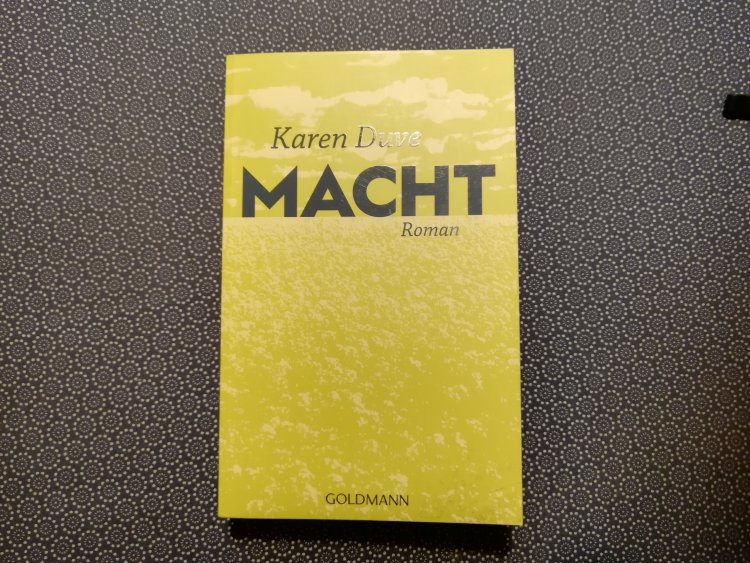 Karen Duve
MACHT
Roman
GOLDMANN